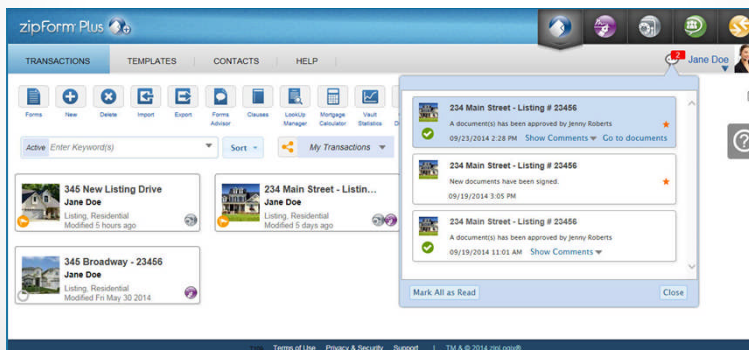 zipForm Plus
TRANSACTIONS TEMPLATES CONTACTS HELP
2 Jane Doe
Forms New Delete Import Export Forms Advisor Clauses LookUp Manager Mortgage Calculator Vault Statistics
Active Enter Keyword(s) Sort My Transactions
345 New Listing Drive
Jane Doe
Listing, Residential
Modified 5 hours ago
234 Main Street - Listin...
Jane Doe
Listing, Residential
Modified 5 days ago
345 Broadway - 23456
Jane Doe
Listing, Residential
Modified Fri May 30 2014
234 Main Street - Listing # 23456
A document(s) has been approved by Jenny Roberts
09/23/2014 2:28 PM Show Comments Go to documents
234 Main Street - Listing # 23456
New documents have been signed.
09/19/2014 3:05 PM
234 Main Street - Listing # 23456
A document(s) has been approved by Jenny Roberts
09/19/2014 11:01 AM Show Comments
Mark All as Read Close
?
Terms of Use Privacy & Security Support | TM & © 2014 zipLogix®